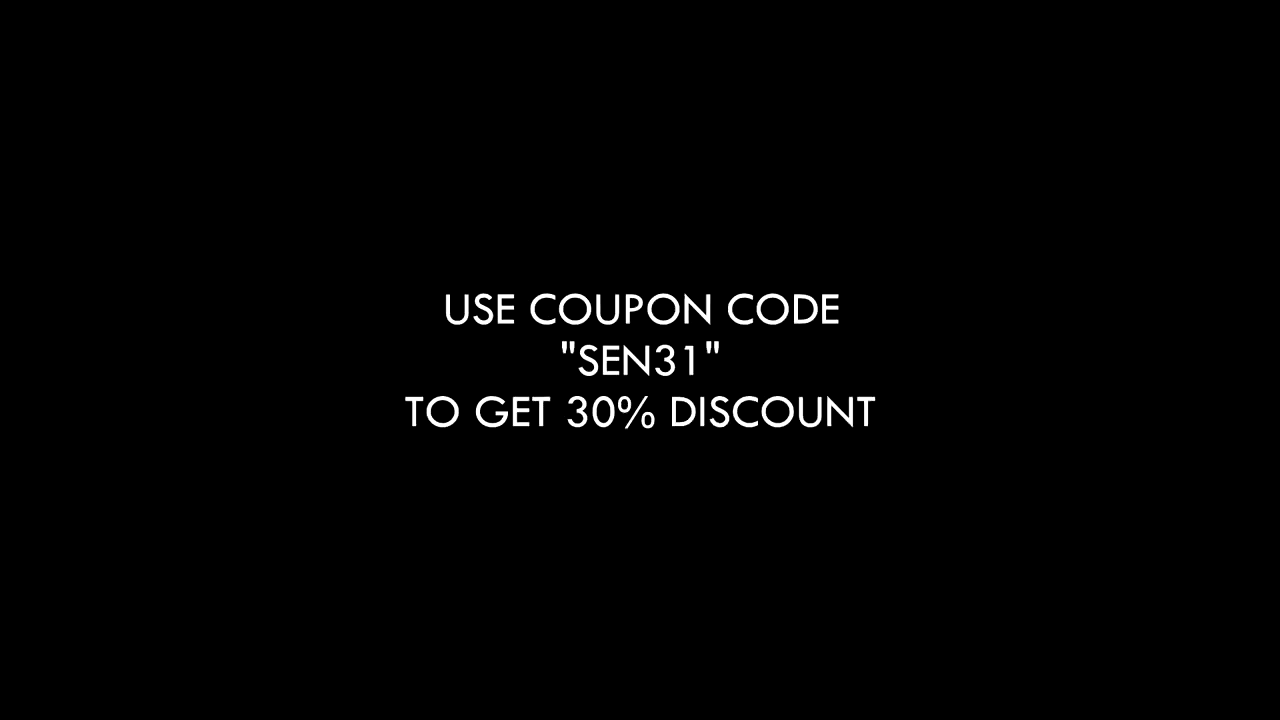 USE COUPON CODE
"SEN31"
TO GET 30% DISCOUNT